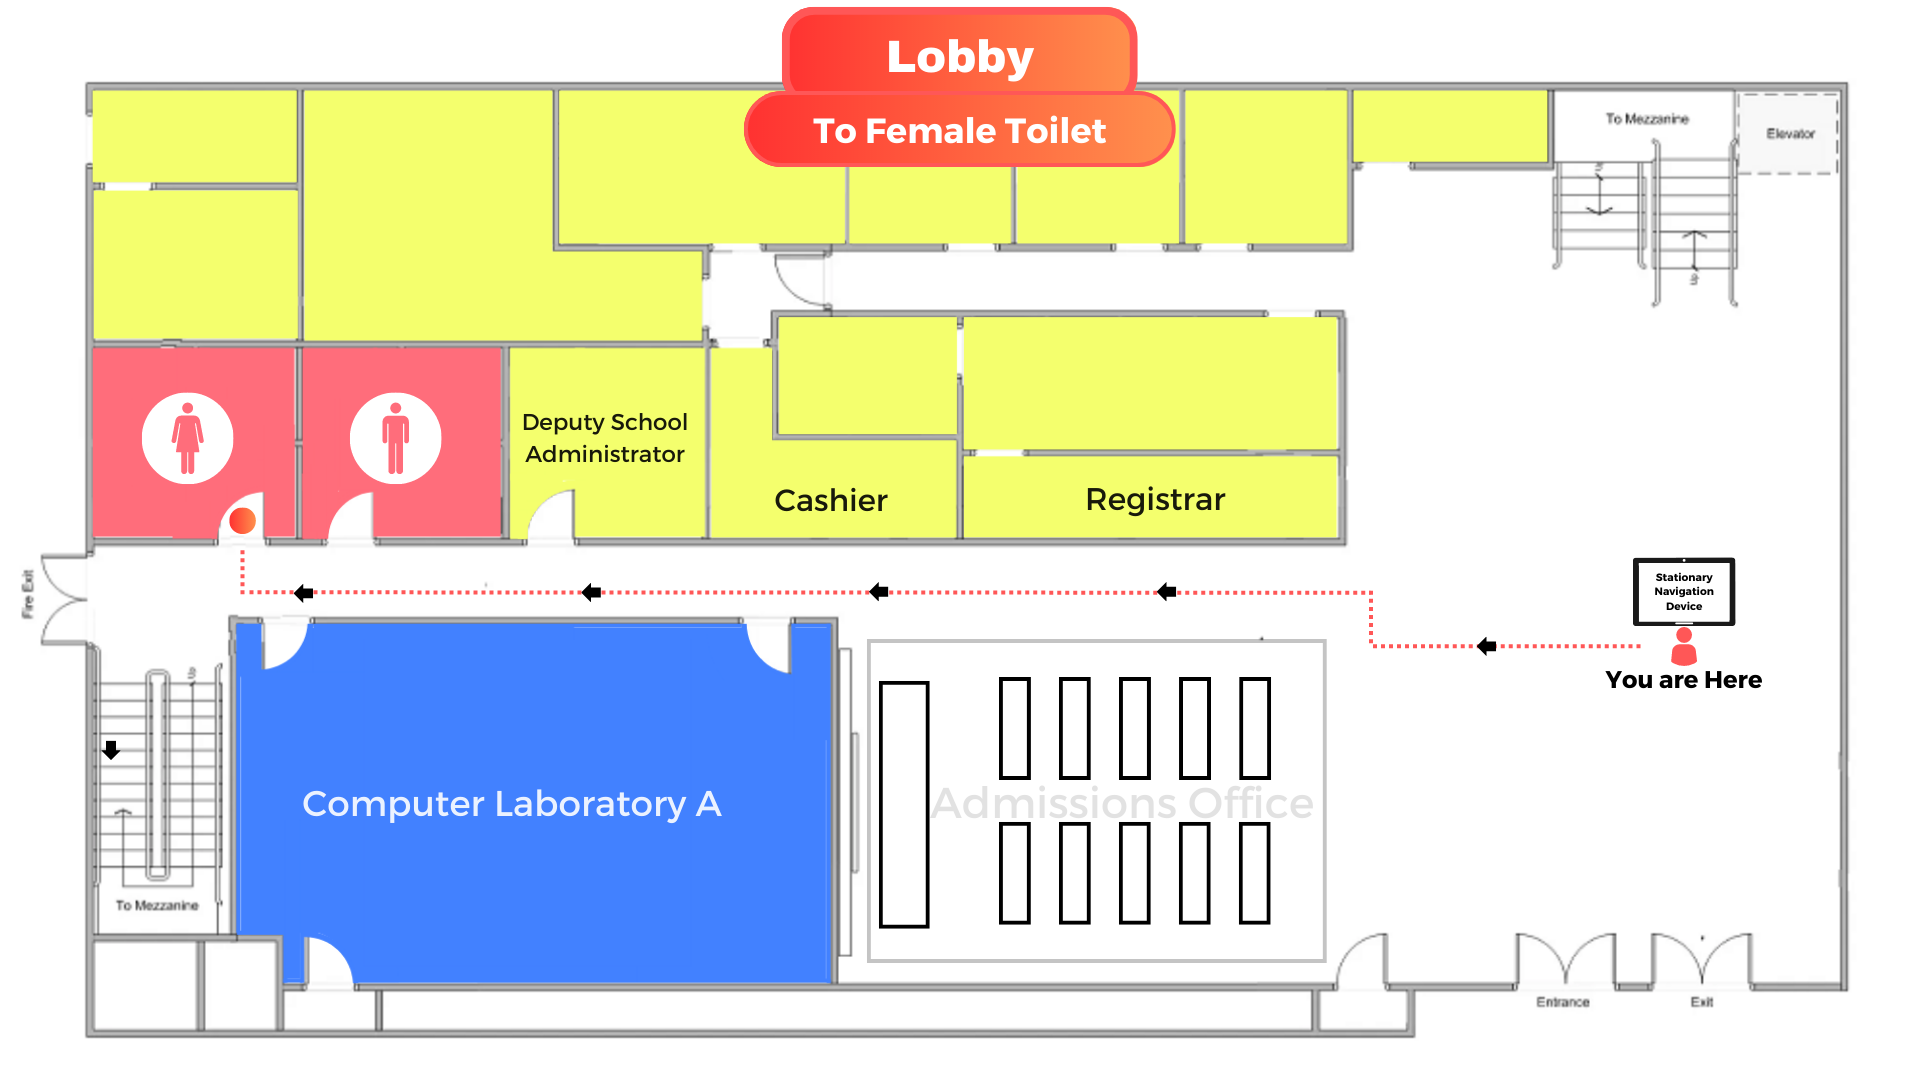 Lobby
To Female Toilet
To Mezzanine
Elevator
Up
Up
Deputy School
Administrator
Cashier
Registrar
Fire Exit
Stationary
Navigation
Device
You are Here
Up
Computer Laboratory A
Admissions Office
To Mezzanine
Entrance
Exit